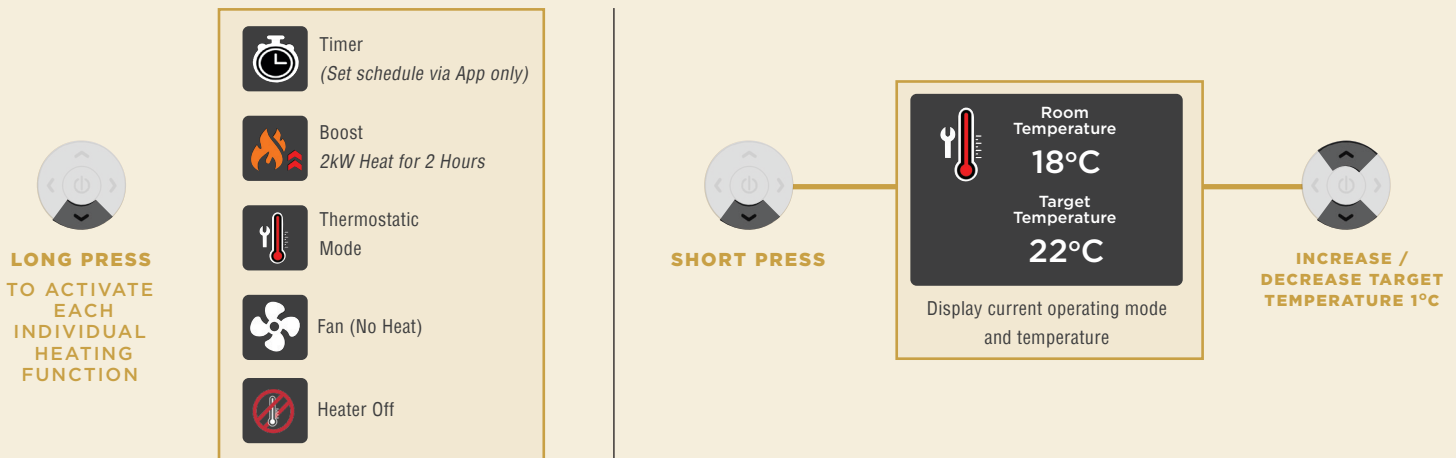 LONG PRESS
TO ACTIVATE
EACH
INDIVIDUAL
HEATING
FUNCTION
Timer
(Set schedule via App only)
Boost
2kW Heat for 2 Hours
Thermostatic
Mode
Fan (No Heat)
Heater Off
SHORT PRESS
Room
Temperature
18°C
Target
Temperature
22°C
Display current operating mode
and temperature
INCREASE /
DECREASE TARGET
TEMPERATURE 1°C